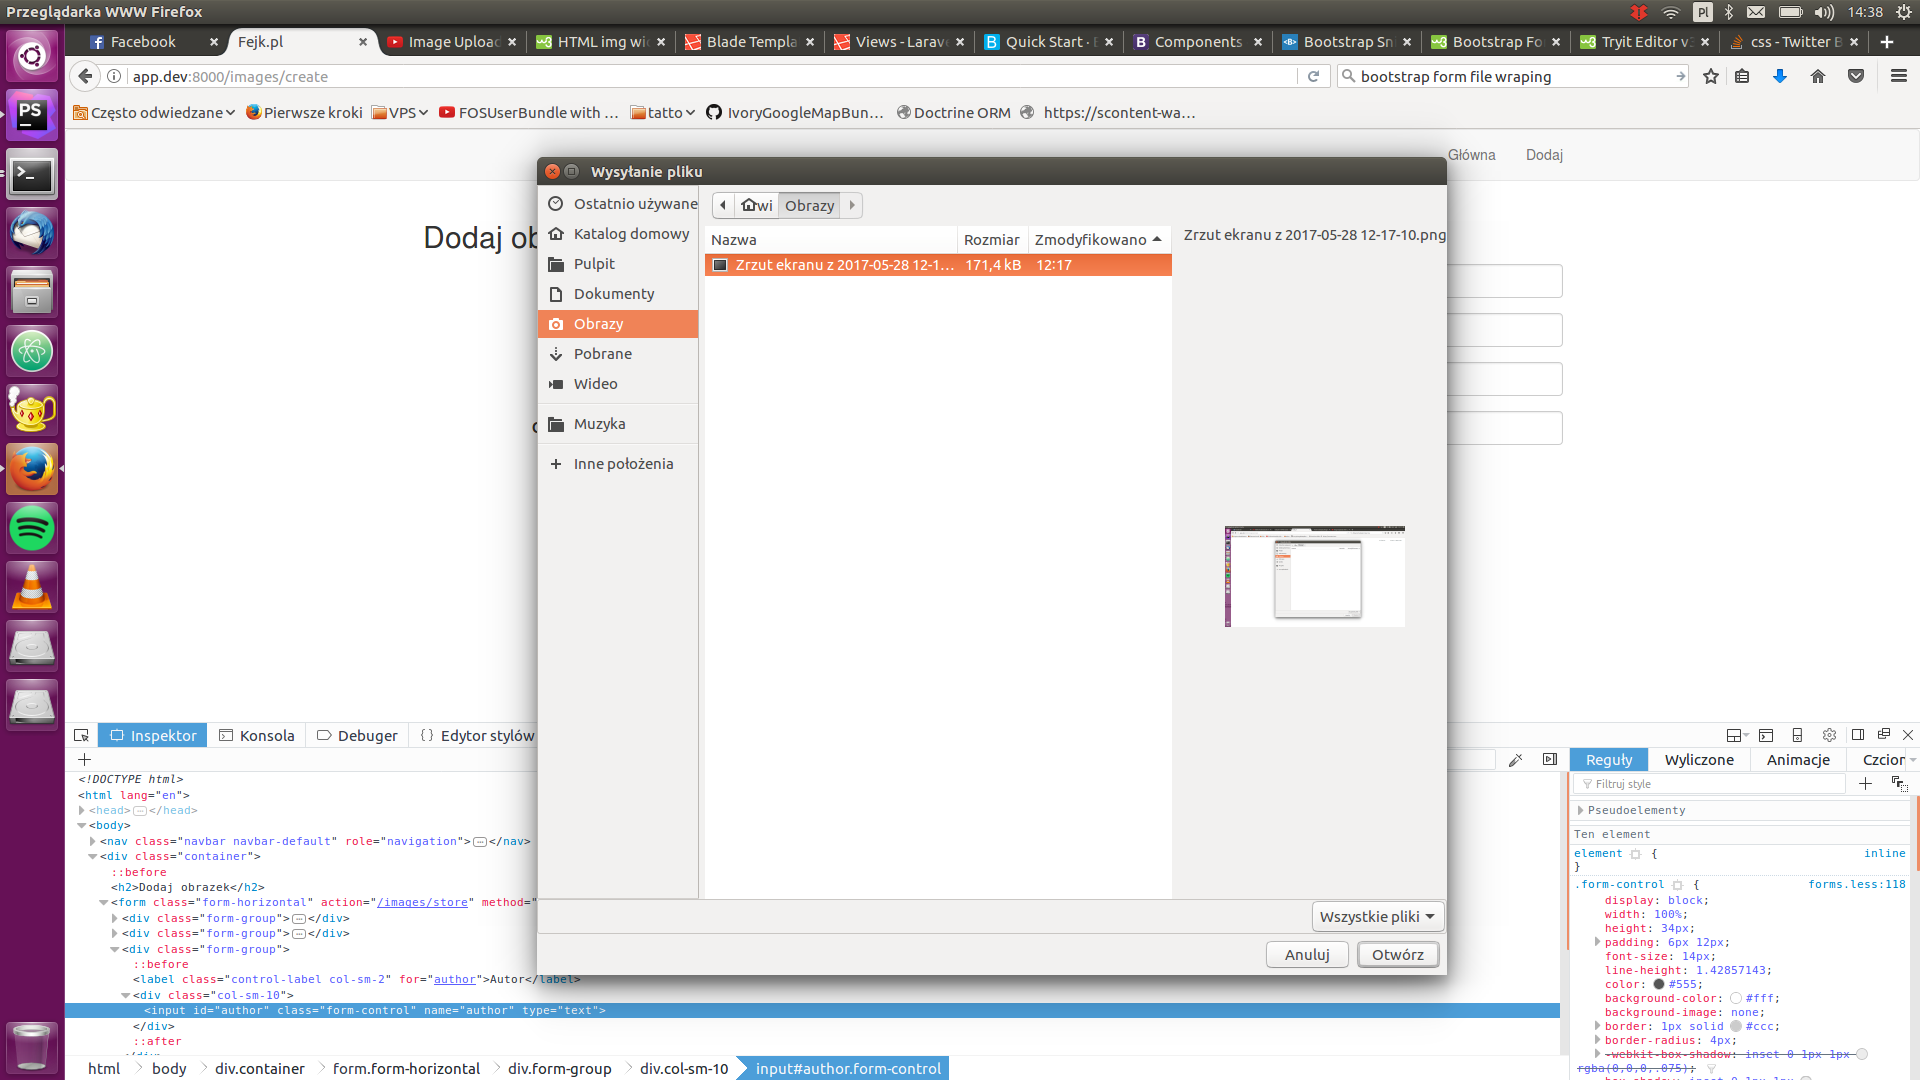 Przeglądarka WWW Firefox
Pl
14:38
Facebook
Fejk.pl
Image Uploa
HTML img wi
Blade Templa
Views - Larav
Quick Start · B
Components
Bootstrap Sni
Bootstrap Fo
Tryit Editor v3
css - Twitter B
app.dev:8000/images/create
bootstrap form file wraping
Często odwiedzane
Pierwsze kroki
VPS
FOSUserBundle with …
tatto
IvoryGoogleMapBun…
Doctrine ORM
https://scontent-wa…
Główna
Dodaj
Dodaj ob
Wysyłanie pliku
Ostatnio używane
Katalog domowy
Pulpit
Dokumenty
Obrazy
Pobrane
Wideo
Muzyka
Inne położenia
wi
Obrazy
Nazwa
Rozmiar
Zmodyfikowano
Zrzut ekranu z 2017-05-28 12-1…
171,4 kB
12:17
Zrzut ekranu z 2017-05-28 12-17-10.png
Wszystkie pliki
Anuluj
Otwórz
Inspektor
Konsola
Debuger
{ } Edytor stylów
<!DOCTYPE html>
<html lang="en">
<head></head>
<body>
<nav class="navbar navbar-default" role="navigation"></nav>
<div class="container">
::before
<h2>Dodaj obrazek</h2>
<form class="form-horizontal" action="/images/store" method="
<div class="form-group"></div>
<div class="form-group"></div>
<div class="form-group">
::before
<label class="control-label col-sm-2" for="author">Autor</label>
<div class="col-sm-10">
<input id="author" class="form-control" name="author" type="text">
</div>
::after
html
body
div.container
form.form-horizontal
div.form-group
div.col-sm-10
input#author.form-control
Reguły
Wyliczone
Animacje
Czcion
Filtruj style
Pseudoelementy
Ten element
element {
inline
}
.form-control {
forms.less:118
display: block;
width: 100%;
height: 34px;
padding: 6px 12px;
font-size: 14px;
line-height: 1.42857143;
color: #555;
background-color: #fff;
background-image: none;
border: 1px solid #ccc;
border-radius: 4px;
-webkit-box-shadow: inset 0 1px 1px
rgba(0,0,0,.075);